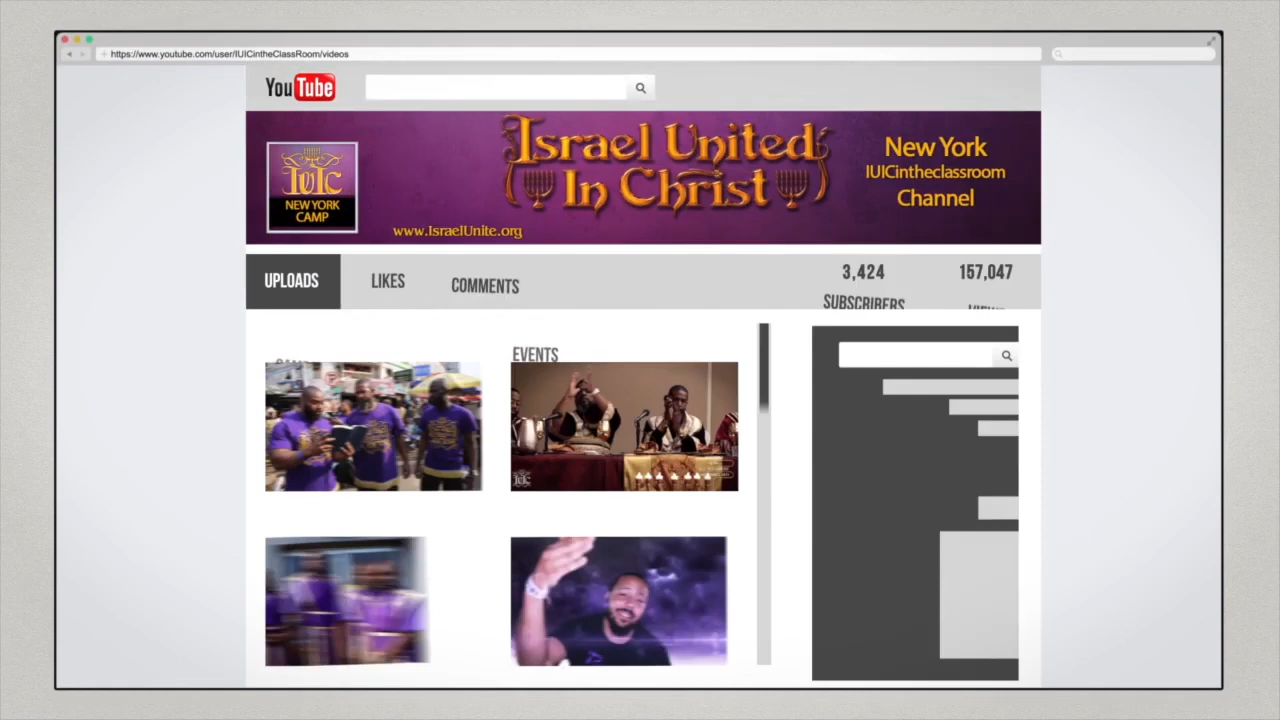 https://www.youtube.com/user/IUICintheClassRoom/videos
YouTube
Israel United
In Christ
IUIC
NEW YORK
CAMP
www.IsraelUnite.org
New York
IUICintheclassroom
Channel
UPLOADS
LIKES
COMMENTS
3,424
SUBSCRIBERS
157,047
EVENTS
IUIC